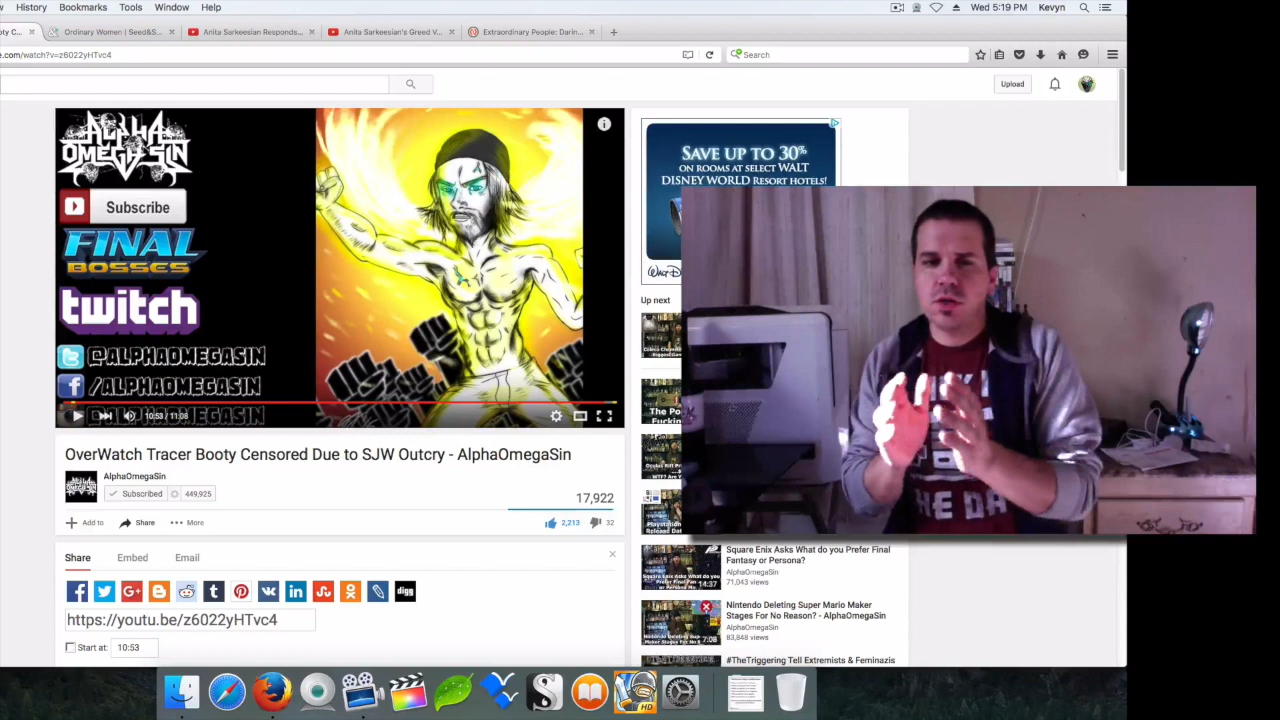 History Bookmarks Tools Window Help
Wed 5:19 PM Kevyn
Ordinary Women | Seed&S...
Anita Sarkeesian Responds...
Anita Sarkeesian's Greed V...
Extraordinary People: Darin...
e.com/watch?v=z6022yHTvc4
Search
Upload
ALPHA
OMEGA SIN
Subscribe
FINAL
BOSSES
twitch
@ALPHAOMEGASIN
/ALPHAOMEGASIN
10:53 / 11:08
SAVE UP TO 30%
ON ROOMS AT SELECT WALT
DISNEY WORLD RESORT HOTELS!
Up next
OverWatch Tracer Booty Censored Due to SJW Outcry - AlphaOmegaSin
AlphaOmegaSin
Subscribed 449,925
17,922
Add to Share More
2,213 32
Share Embed Email
digg
https://youtu.be/z6022yHTvc4
Start at: 10:53
Square Enix Asks What do you Prefer Final
Fantasy or Persona?
AlphaOmegaSin
71,043 views
14:37
Nintendo Deleting Super Mario Maker
Stages For No Reason? - AlphaOmegaSin
AlphaOmegaSin
83,848 views
7:08
#TheTriggering Tell Extremists & Feminazis
HD